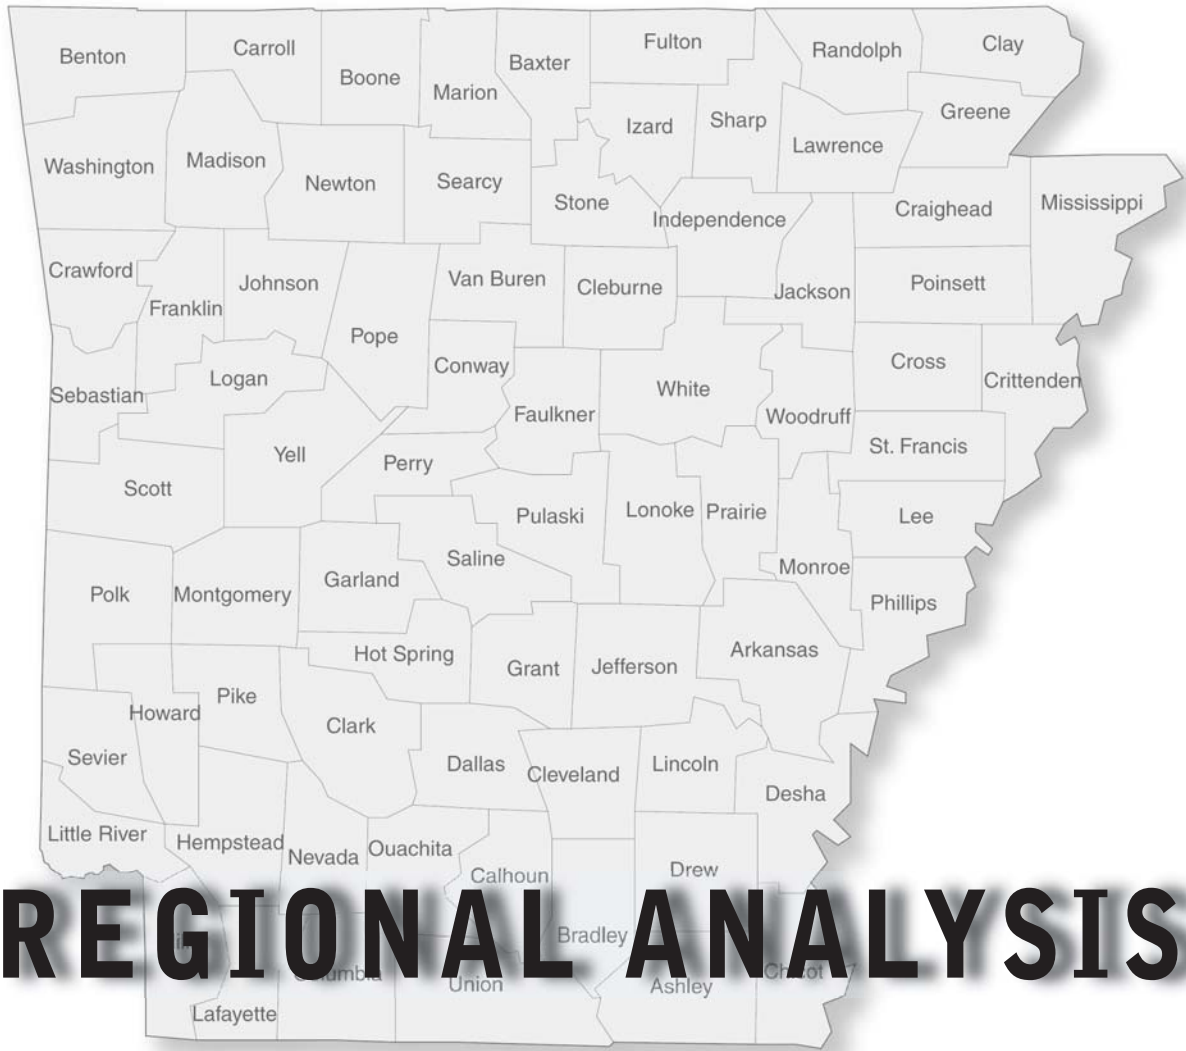 Benton
Carroll
Boone
Marion
Baxter
Fulton
Randolph
Clay
Izard
Sharp
Lawrence
Greene
Washington
Madison
Newton
Searcy
Stone
Independence
Craighead
Mississippi
Crawford
Franklin
Johnson
Pope
Van Buren
Cleburne
Jackson
Poinsett
Sebastian
Logan
Conway
Faulkner
White
Woodruff
Cross
Crittenden
Scott
Yell
Perry
Pulaski
Lonoke
Prairie
St. Francis
Lee
Polk
Montgomery
Garland
Saline
Monroe
Phillips
Hot Spring
Grant
Jefferson
Arkansas
Howard
Pike
Clark
Sevier
Dallas
Cleveland
Lincoln
Desha
Little River
Hempstead
Nevada
Ouachita
Calhoun
Drew
REGIONAL ANALYSIS
Bradley
Columbia
Union
Ashley
Chicot
Lafayette